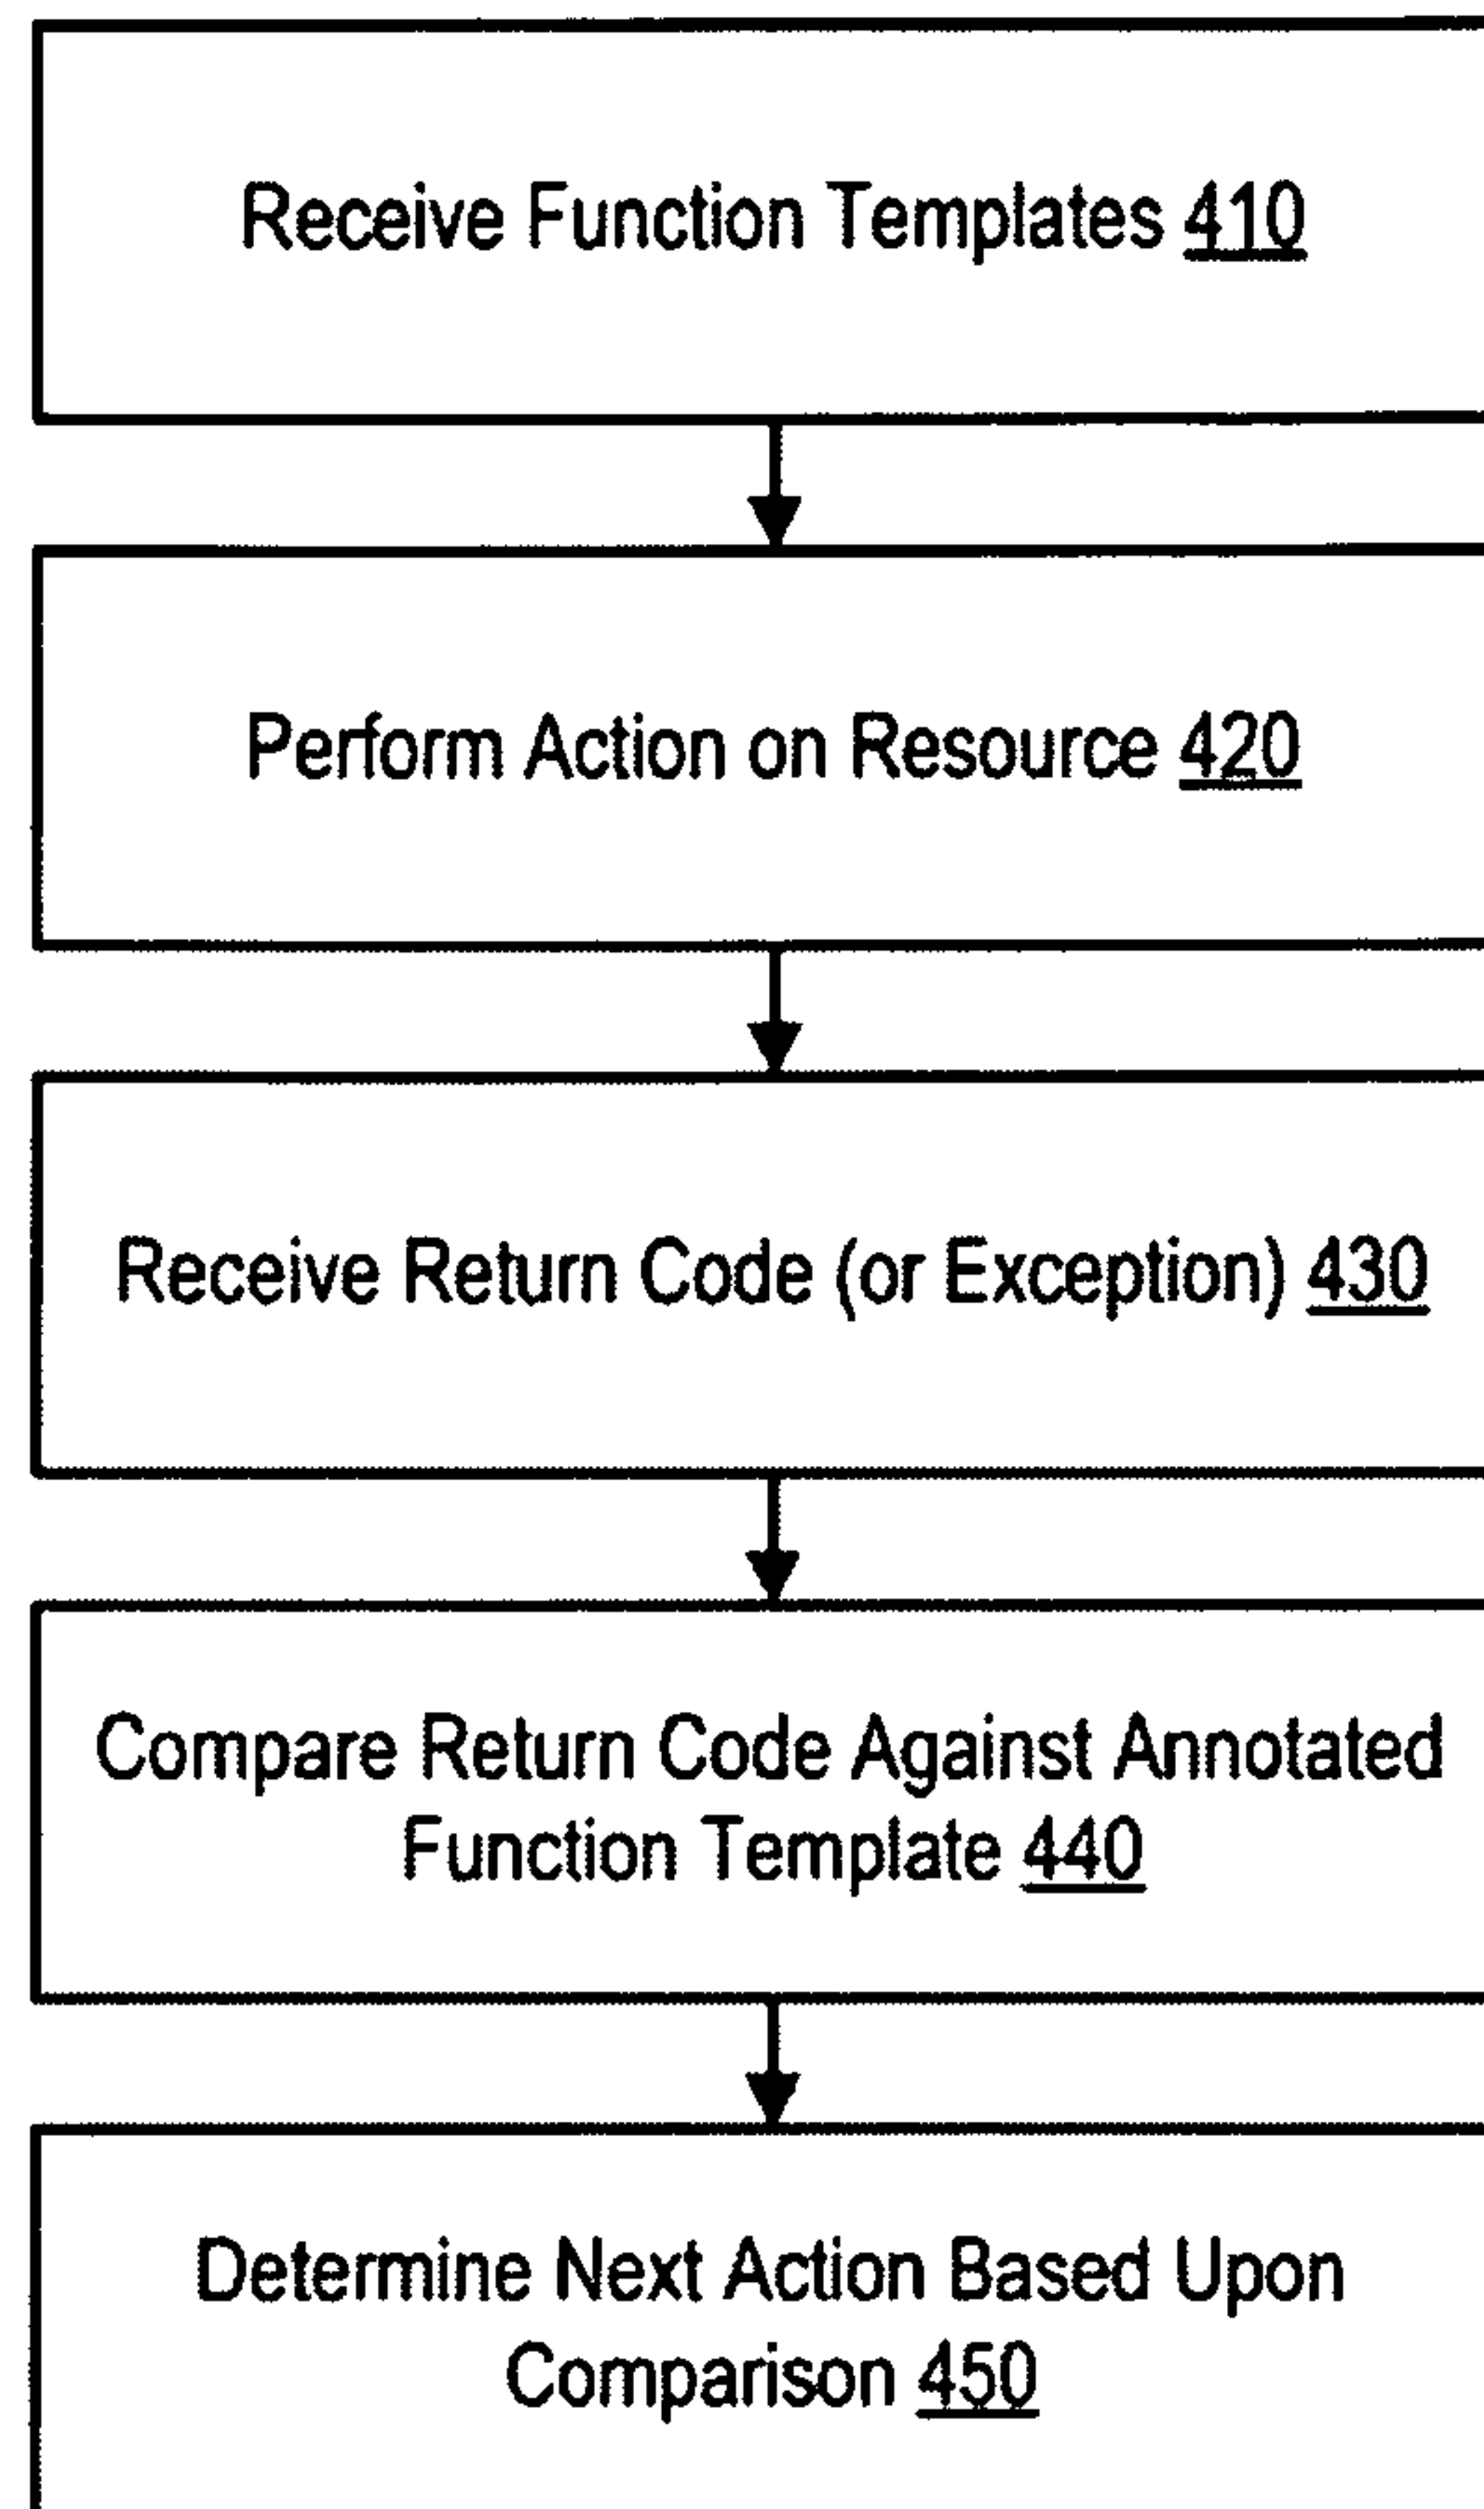 Receive Function Templates 410
Perform Action on Resource 420
Receive Return Code (or Exception) 430
Compare Return Code Against Annotated
Function Template 440
Determine Next Action Based Upon
Comparison 450